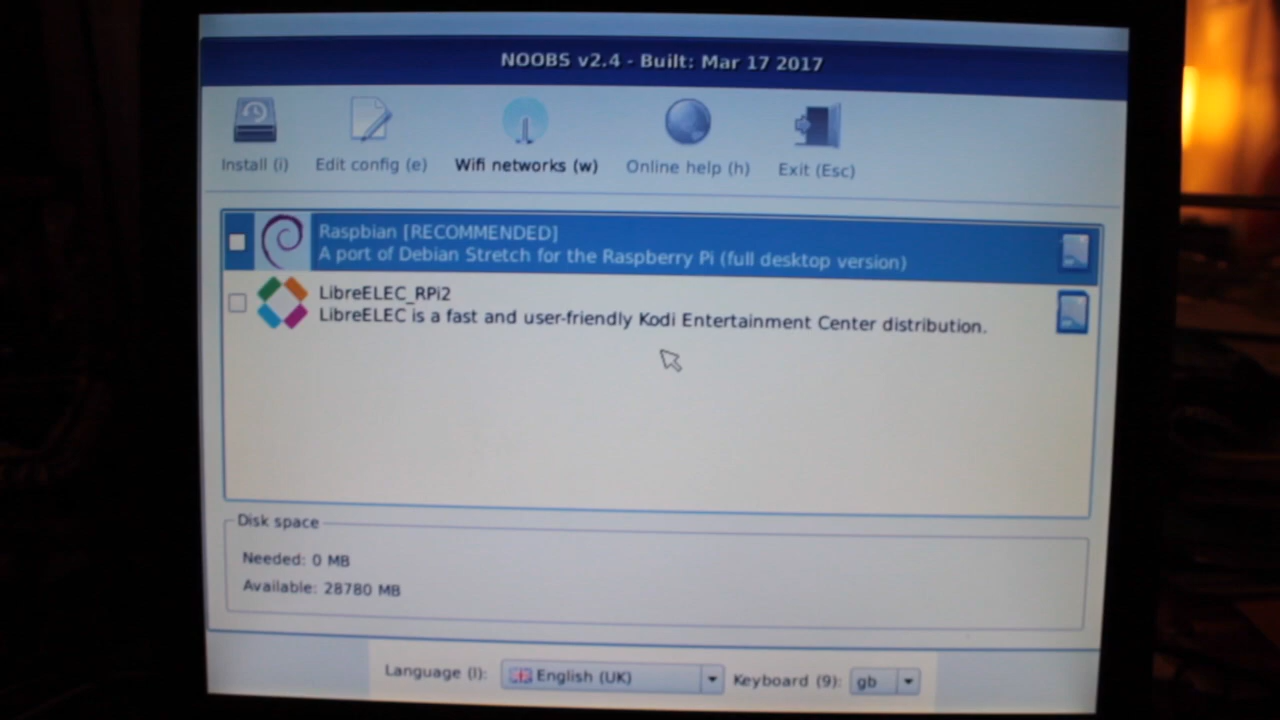 NOOBS v2.4 - Built: Mar 17 2017
Install (i)
Edit config (e)
Wifi networks (w)
Online help (h)
Exit (Esc)
Raspbian [RECOMMENDED]
A port of Debian Stretch for the Raspberry Pi (full desktop version)
LibreELEC_RPi2
LibreELEC is a fast and user-friendly Kodi Entertainment Center distribution.
Disk space
Needed: 0 MB
Available: 28780 MB
Language (l): English (UK) Keyboard (9): gb